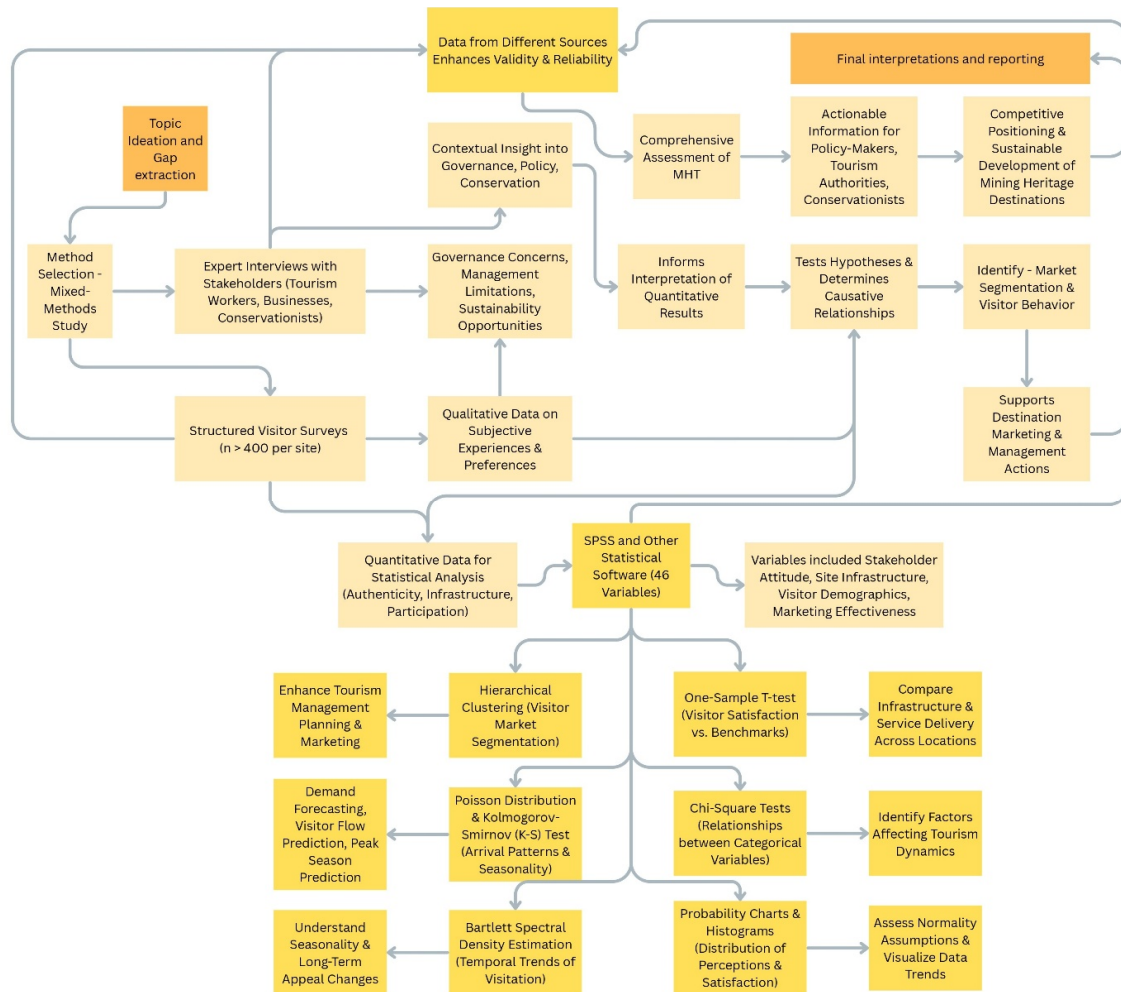 Data from Different Sources
Enhances Validity & Reliability
Final interpretations and reporting
Topic
Ideation and
Gap
extraction
Contextual Insight into
Governance, Policy,
Conservation
Comprehensive
Assessment of
MHT
Actionable
Information for
Policy-Makers,
Tourism
Authorities,
Conservationists
Competitive
Positioning &
Sustainable
Development of
Mining Heritage
Destinations
Method
Selection -
Mixed-
Methods
Study
Expert Interviews with
Stakeholders (Tourism
Workers, Businesses,
Conservationists)
Governance Concerns,
Management
Limitations,
Sustainability
Opportunities
Informs
Interpretation of
Quantitative
Results
Tests Hypotheses &
Determines
Causative
Relationships
Identify - Market
Segmentation &
Visitor Behavior
Structured Visitor Surveys
(n > 400 per site)
Qualitative Data on
Subjective
Experiences &
Preferences
Supports
Destination
Marketing &
Management
Actions
Quantitative Data for
Statistical Analysis
(Authenticity, Infrastructure,
Participation)
SPSS and Other
Statistical
Software (46
Variables)
Variables included Stakeholder
Attitude, Site Infrastructure,
Visitor Demographics,
Marketing Effectiveness
Enhance Tourism
Management
Planning &
Marketing
Hierarchical
Clustering (Visitor
Market
Segmentation)
One-Sample T-test
(Visitor Satisfaction
vs. Benchmarks)
Compare
Infrastructure &
Service Delivery
Across Locations
Demand
Forecasting,
Visitor Flow
Prediction, Peak
Season
Prediction
Poisson Distribution
& Kolmogorov-
Smirnov (K-S) Test
(Arrival Patterns &
Seasonality)
Chi-Square Tests
(Relationships
between Categorical
Variables)
Identify Factors
Affecting Tourism
Dynamics
Understand
Seasonality &
Long-Term
Appeal Changes
Bartlett Spectral
Density Estimation
(Temporal Trends of
Visitation)
Probability Charts &
Histograms
(Distribution of
Perceptions &
Satisfaction)
Assess Normality
Assumptions &
Visualize Data
Trends